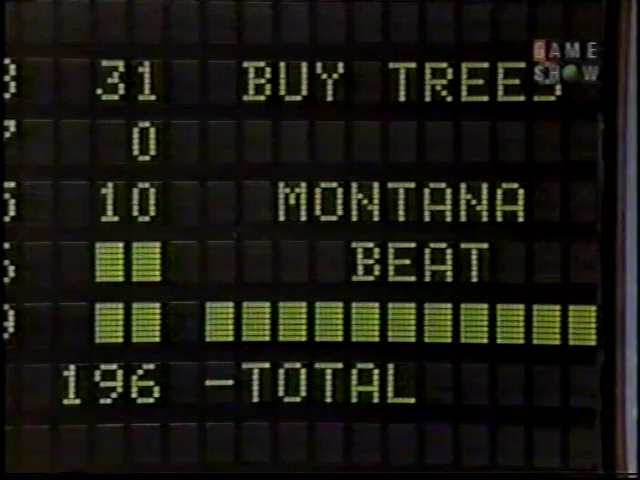 GAME
SHOW
31 BUY TREES
0
10 MONTANA
BEAT
196 -TOTAL